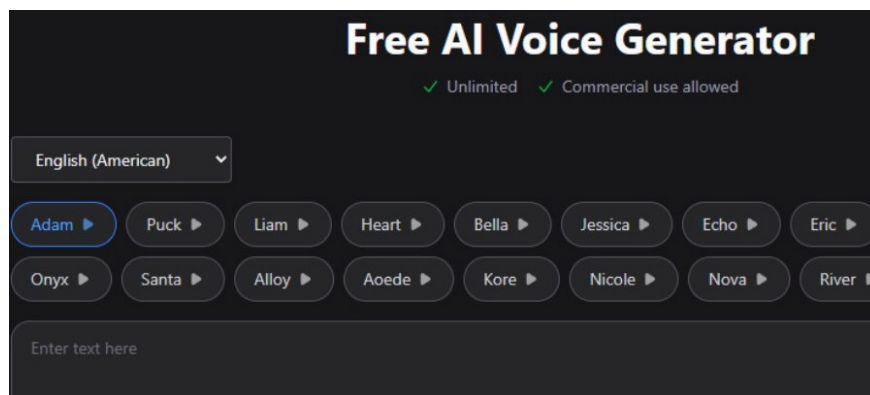 Free AI Voice Generator
Unlimited Commercial use allowed
English (American)
Adam Puck Liam Heart Bella Jessica Echo Eric
Onyx Santa Alloy Aoede Kore Nicole Nova River
Enter text here